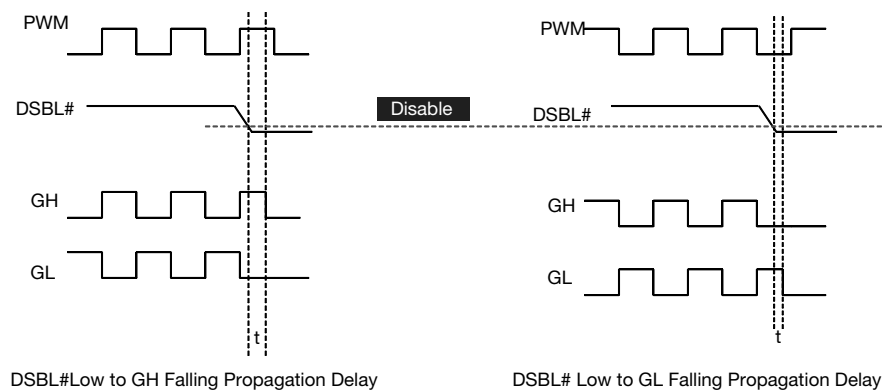 PWM
DSBL#
GH
GL
t
DSBL#Low to GH Falling Propagation Delay
Disable
PWM
DSBL#
GH
GL
t
DSBL# Low to GL Falling Propagation Delay